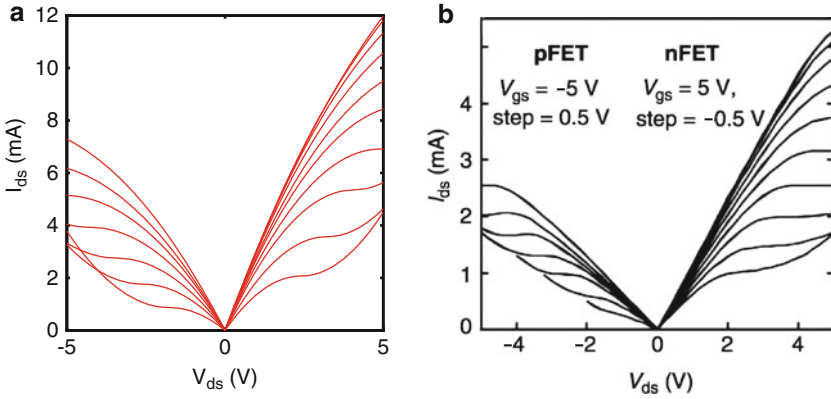 a
12
10
8
6
4
2
0
I_ds (mA)
-5
0
5
V_ds (V)
b
pFET nFET
V_gs = –5 V V_gs = 5 V,
step = 0.5 V step = –0.5 V
5
4
3
2
1
0
I_ds (mA)
-4
-2
0
2
4
V_ds (V)